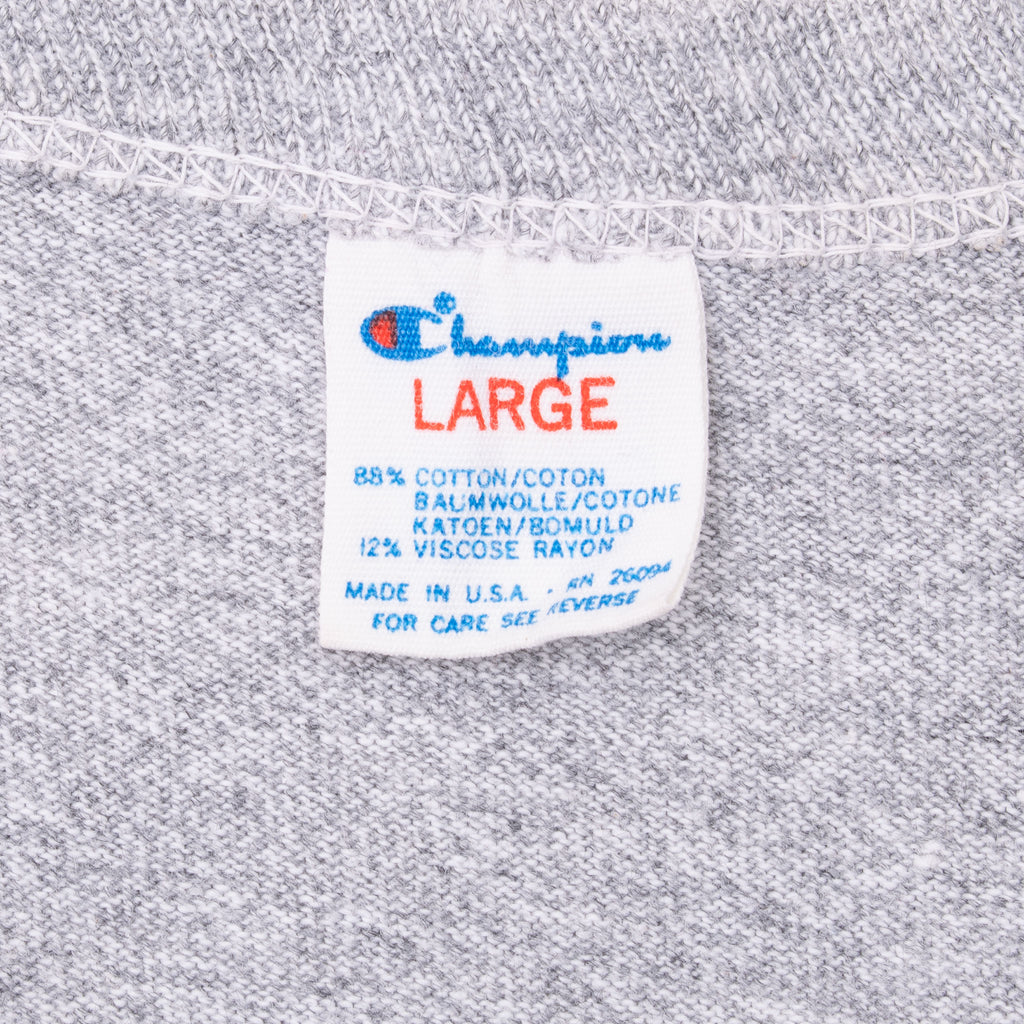 Champion
LARGE
88% COTTON/COTON
BAUMWOLLE/COTONE
KATOEN/BOMULD
12% VISCOSE RAYON
MADE IN U.S.A. · RN 26094
FOR CARE SEE REVERSE